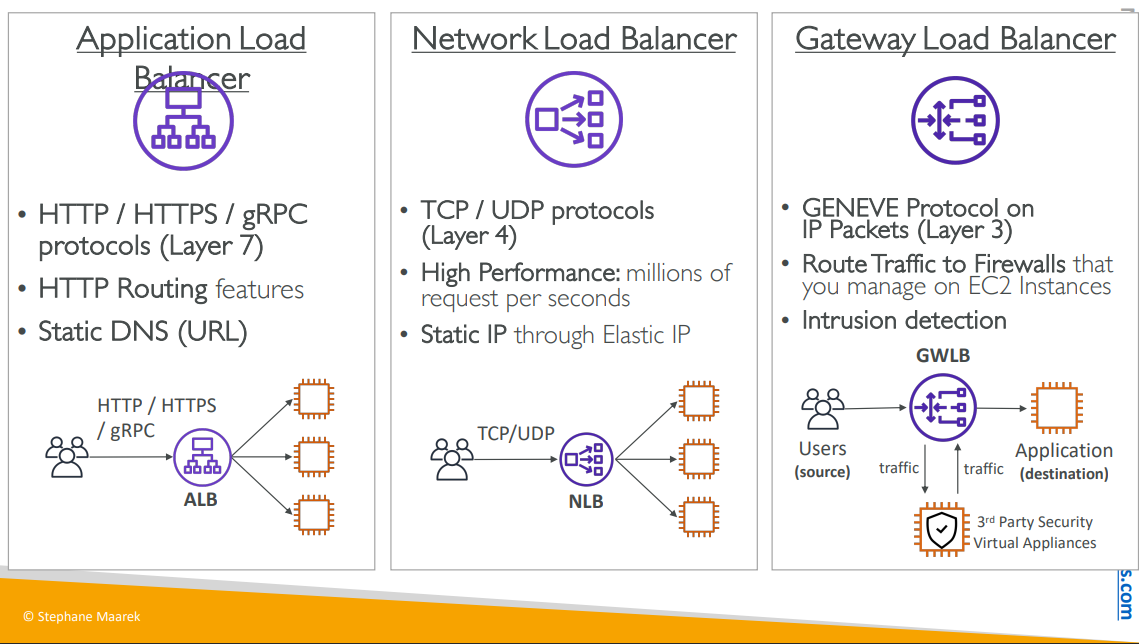 Application Load
Balancer
• HTTP / HTTPS / gRPC
protocols (Layer 7)
• HTTP Routing features
• Static DNS (URL)
HTTP / HTTPS
/ gRPC
ALB
Network Load Balancer
• TCP / UDP protocols
(Layer 4)
• High Performance: millions of
request per seconds
• Static IP through Elastic IP
TCP/UDP
NLB
Gateway Load Balancer
• GENEVE Protocol on
IP Packets (Layer 3)
• Route Traffic to Firewalls that
you manage on EC2 Instances
• Intrusion detection
GWLB
Users
(source)
Application
(destination)
traffic
traffic
3rd Party Security
Virtual Appliances
© Stephane Maarek
s.com